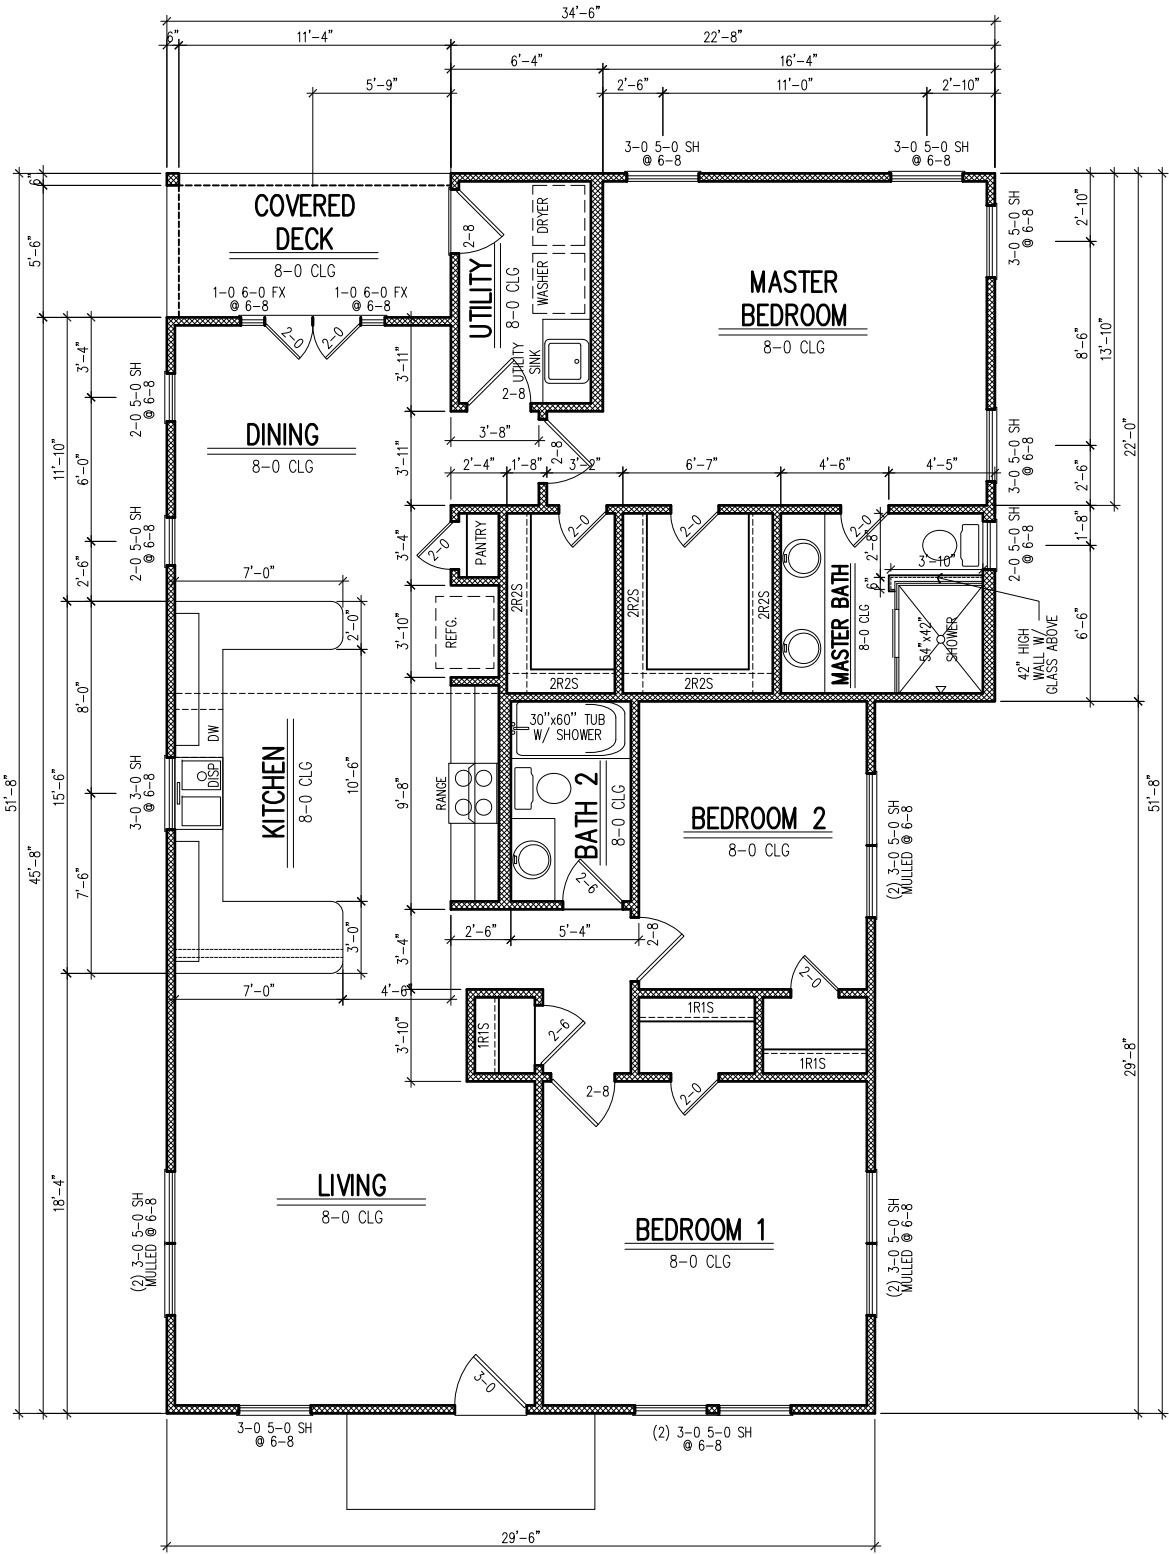 34'-6"
6"
11'-4"
22'-8"
6'-4"
16'-4"
5'-9"
2'-6"
11'-0"
2'-10"
3-0 5-0 SH
@ 6-8
3-0 5-0 SH
@ 6-8
6"
5'-6"
COVERED
DECK
8-0 CLG
1-0 6-0 FX
@ 6-8
1-0 6-0 FX
@ 6-8
2-0
2-0
2-8
UTILITY
8-0 CLG
DRYER
WASHER
UTILITY
SINK
2-8
MASTER
BEDROOM
8-0 CLG
3-0 5-0 SH
@ 6-8
2'-10"
8'-6"
13'-10"
22'-0"
3-0 5-0 SH
@ 6-8
2'-6"
3'-4"
2-0 5-0 SH
@ 6-8
11'-10"
6'-0"
DINING
8-0 CLG
3'-11"
3'-11"
3'-8"
2-8
2'-4"
1'-8"
3'-2"
6'-7"
4'-6"
4'-5"
2-0 5-0 SH
@ 6-8
2'-6"
7'-0"
2'-0"
2-0
PANTRY
3'-4"
REFG.
3'-10"
2-0
2-0
2-0
2R2S
2R2S
2R2S
2R2S
2R2S
MASTER BATH
8-0 CLG
2'-8"
6"
3'-10"
54"x42"
SHOWER
2-0 5-0 SH
@ 6-8
1'-8"
6'-6"
42" HIGH
WALL W/
GLASS ABOVE
51'-8"
45'-8"
15'-6"
8'-0"
7'-6"
3-0 3-0 SH
@ 6-8
DW
DISP
KITCHEN
8-0 CLG
10'-6"
9'-8"
RANGE
30"x60" TUB
W/ SHOWER
BATH 2
8-0 CLG
2-6
BEDROOM 2
8-0 CLG
(2) 3-0 5-0 SH
MULLED @ 6-8
51'-8"
29'-8"
3'-0"
7'-0"
4'-6"
2'-6"
5'-4"
2-8
3'-4"
3'-10"
1R1S
2-6
2-8
1R1S
2-0
1R1S
2-0
18'-4"
LIVING
8-0 CLG
(2) 3-0 5-0 SH
MULLED @ 6-8
BEDROOM 1
8-0 CLG
(2) 3-0 5-0 SH
MULLED @ 6-8
3-0
3-0 5-0 SH
@ 6-8
(2) 3-0 5-0 SH
@ 6-8
29'-6"